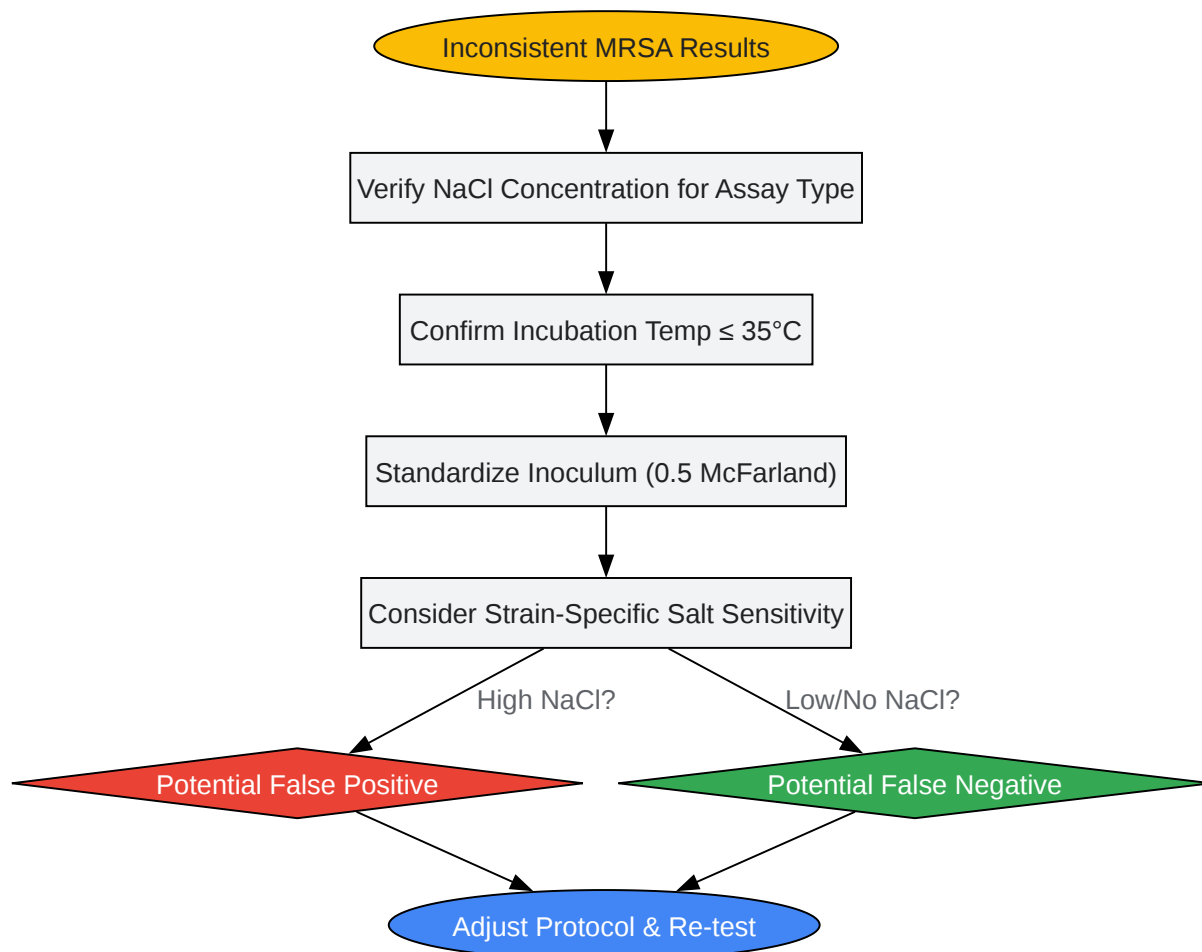 Inconsistent MRSA Results
Verify NaCl Concentration for Assay Type
Confirm Incubation Temp ≤ 35°C
Standardize Inoculum (0.5 McFarland)
Consider Strain-Specific Salt Sensitivity
High NaCl?
Low/No NaCl?
Potential False Positive
Potential False Negative
Adjust Protocol & Re-test